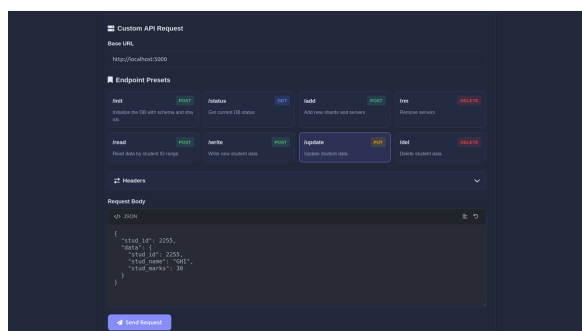 Custom API Request
Base URL
http://localhost:5000
Endpoint Presets
/init POST
Initialize the DB with schema and sha
rds.
/status GET
Get current DB status
/add POST
Add new shards and servers
/rm DELETE
Remove servers
/read POST
Read data by student ID range
/write POST
Write new student data
/update PUT
Update student data
/del DELETE
Delete student data
Headers
Request Body
</> JSON
{
"stud_id": 2255,
"data": {
"stud_id": 2255,
"stud_name": "GHI",
"stud_marks": 30
}
}
Send Request